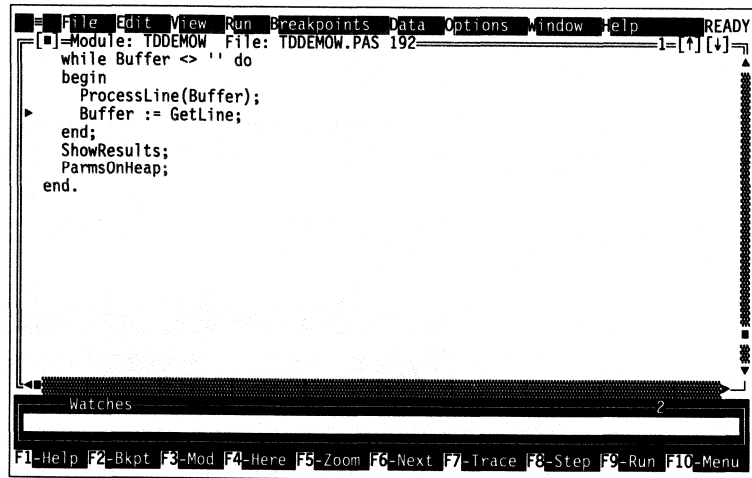 ≡ File Edit View Run Breakpoints Data Options Window Help READY
[■]=Module: TDDEMOW File: TDDEMOW.PAS 192 1=[↑][↓]
while Buffer <> '' do
begin
ProcessLine(Buffer);
► Buffer := GetLine;
end;
ShowResults;
ParmsOnHeap;
end.
Watches 2
F1-Help F2-Bkpt F3-Mod F4-Here F5-Zoom F6-Next F7-Trace F8-Step F9-Run F10-Menu